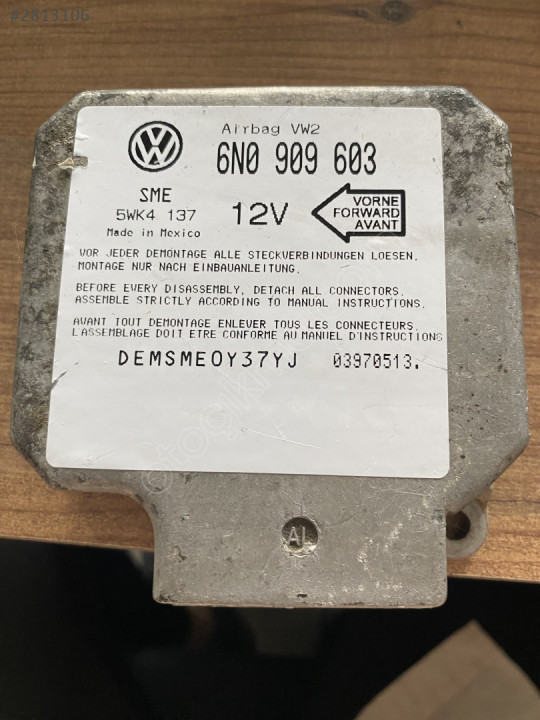 #2813106
Airbag VW2
6N0 909 603
SME
5WK4 137
Made in Mexico
12V
VORNE
FORWARD
AVANT
VOR JEDER DEMONTAGE ALLE STECKVERBINDUNGEN LOESEN.
MONTAGE NUR NACH EINBAUANLEITUNG.
BEFORE EVERY DISASSEMBLY, DETACH ALL CONNECTORS.
ASSEMBLE STRICTLY ACCORDING TO MANUAL INSTRUCTIONS.
AVANT TOUT DEMONTAGE ENLEVER TOUS LES CONNECTEURS.
L'ASSEMBLAGE DOIT ETRE CONFORME AU MANUEL D'INSTRUCTIONS
DEMSME0Y37YJ 03970513.
AL